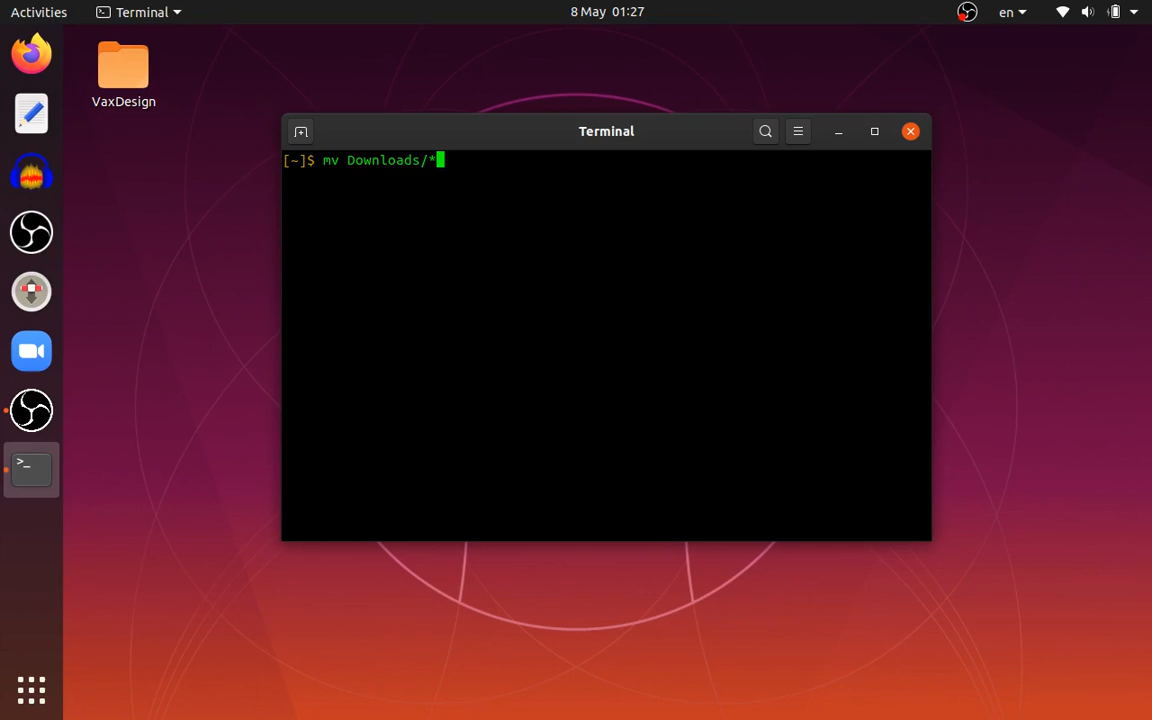 Activities
Terminal
8 May 01:27
en
VaxDesign
Terminal
[~]$ mv Downloads/*
>_